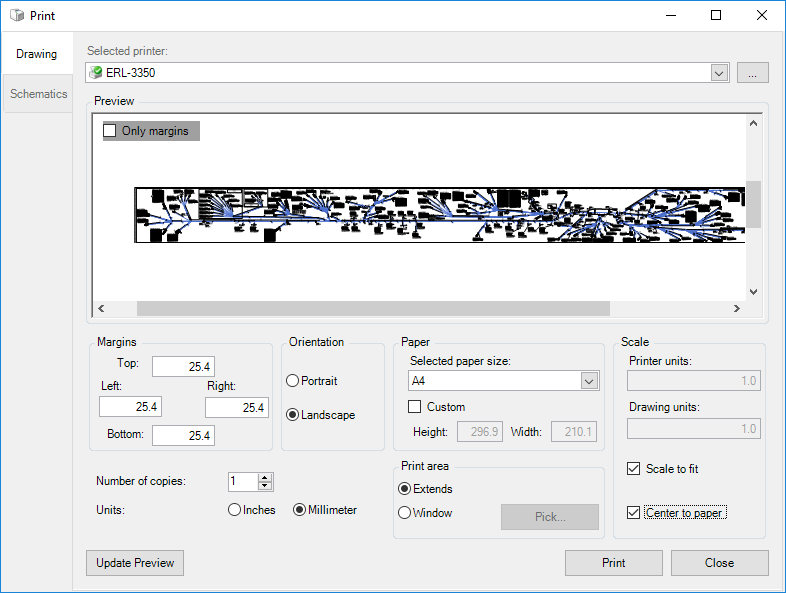 Print
Drawing
Schematics
Selected printer:
ERL-3350
...
Preview
Only margins
Margins
Top:
25.4
Left:
Right:
25.4
25.4
Bottom:
25.4
Orientation
Portrait
Landscape
Paper
Selected paper size:
A4
Custom
Height:
296.9
Width:
210.1
Scale
Printer units:
1.0
Drawing units:
1.0
Scale to fit
Center to paper
Number of copies:
1
Units:
Inches
Millimeter
Print area
Extends
Window
Pick...
Update Preview
Print
Close